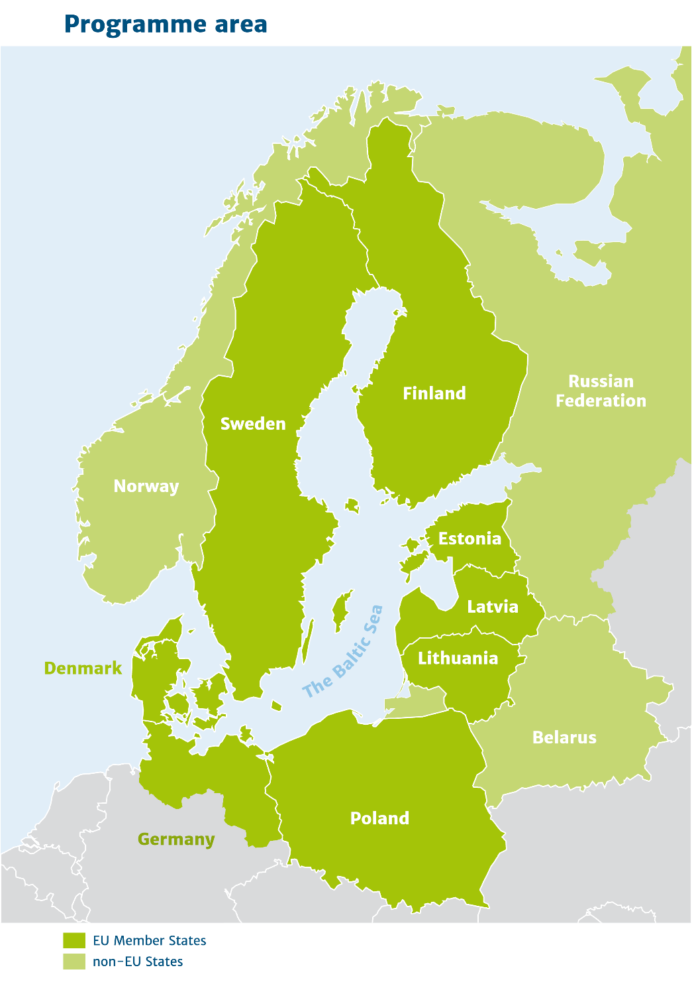 Programme area
Russian
Federation
Finland
Sweden
Norway
Estonia
Latvia
The Baltic Sea
Lithuania
Denmark
Belarus
Poland
Germany
EU Member States
non-EU States